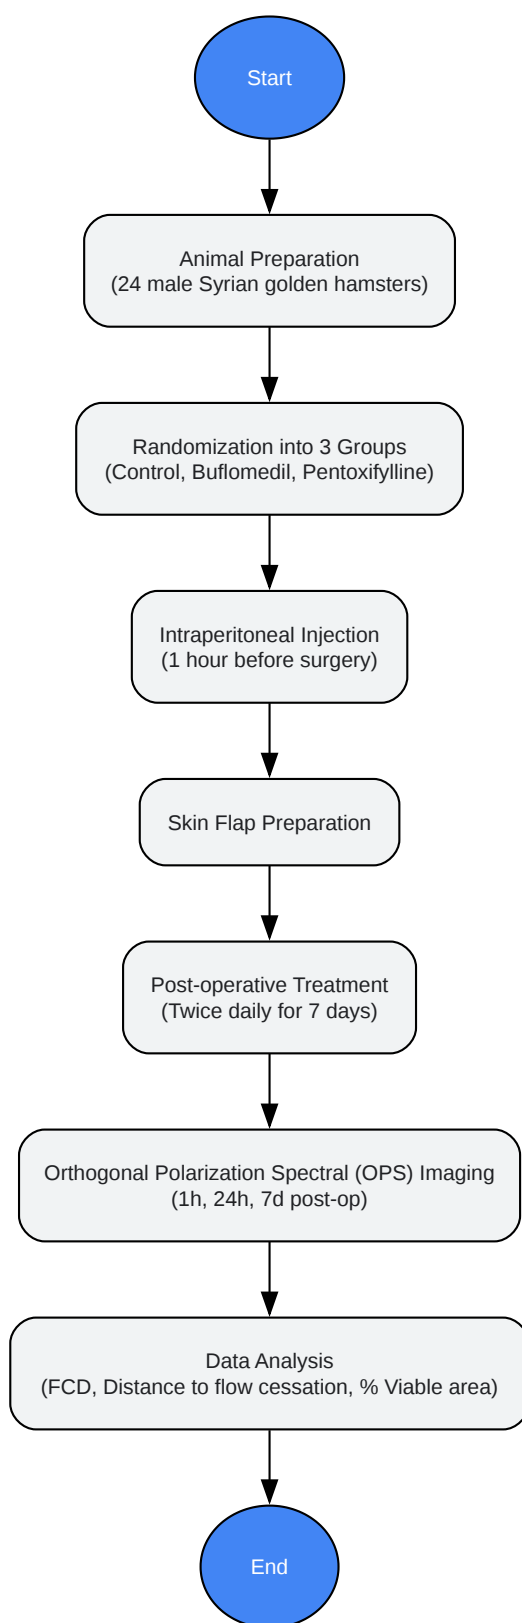 Start
Animal Preparation
(24 male Syrian golden hamsters)
Randomization into 3 Groups
(Control, Buflomedil, Pentoxifylline)
Intraperitoneal Injection
(1 hour before surgery)
Skin Flap Preparation
Post-operative Treatment
(Twice daily for 7 days)
Orthogonal Polarization Spectral (OPS) Imaging
(1h, 24h, 7d post-op)
Data Analysis
(FCD, Distance to flow cessation, % Viable area)
End